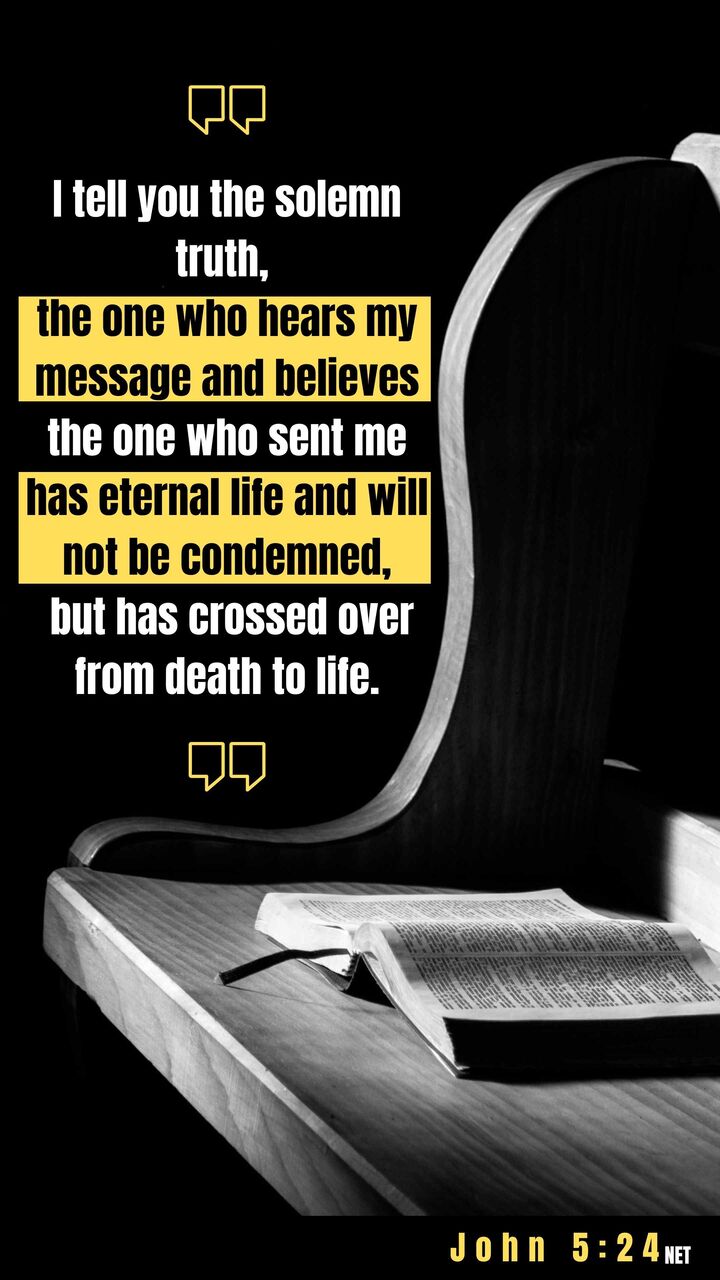 I tell you the solemn
truth,
the one who hears my
message and believes
the one who sent me
has eternal life and will
not be condemned,
but has crossed over
from death to life.
John 5:24 NET